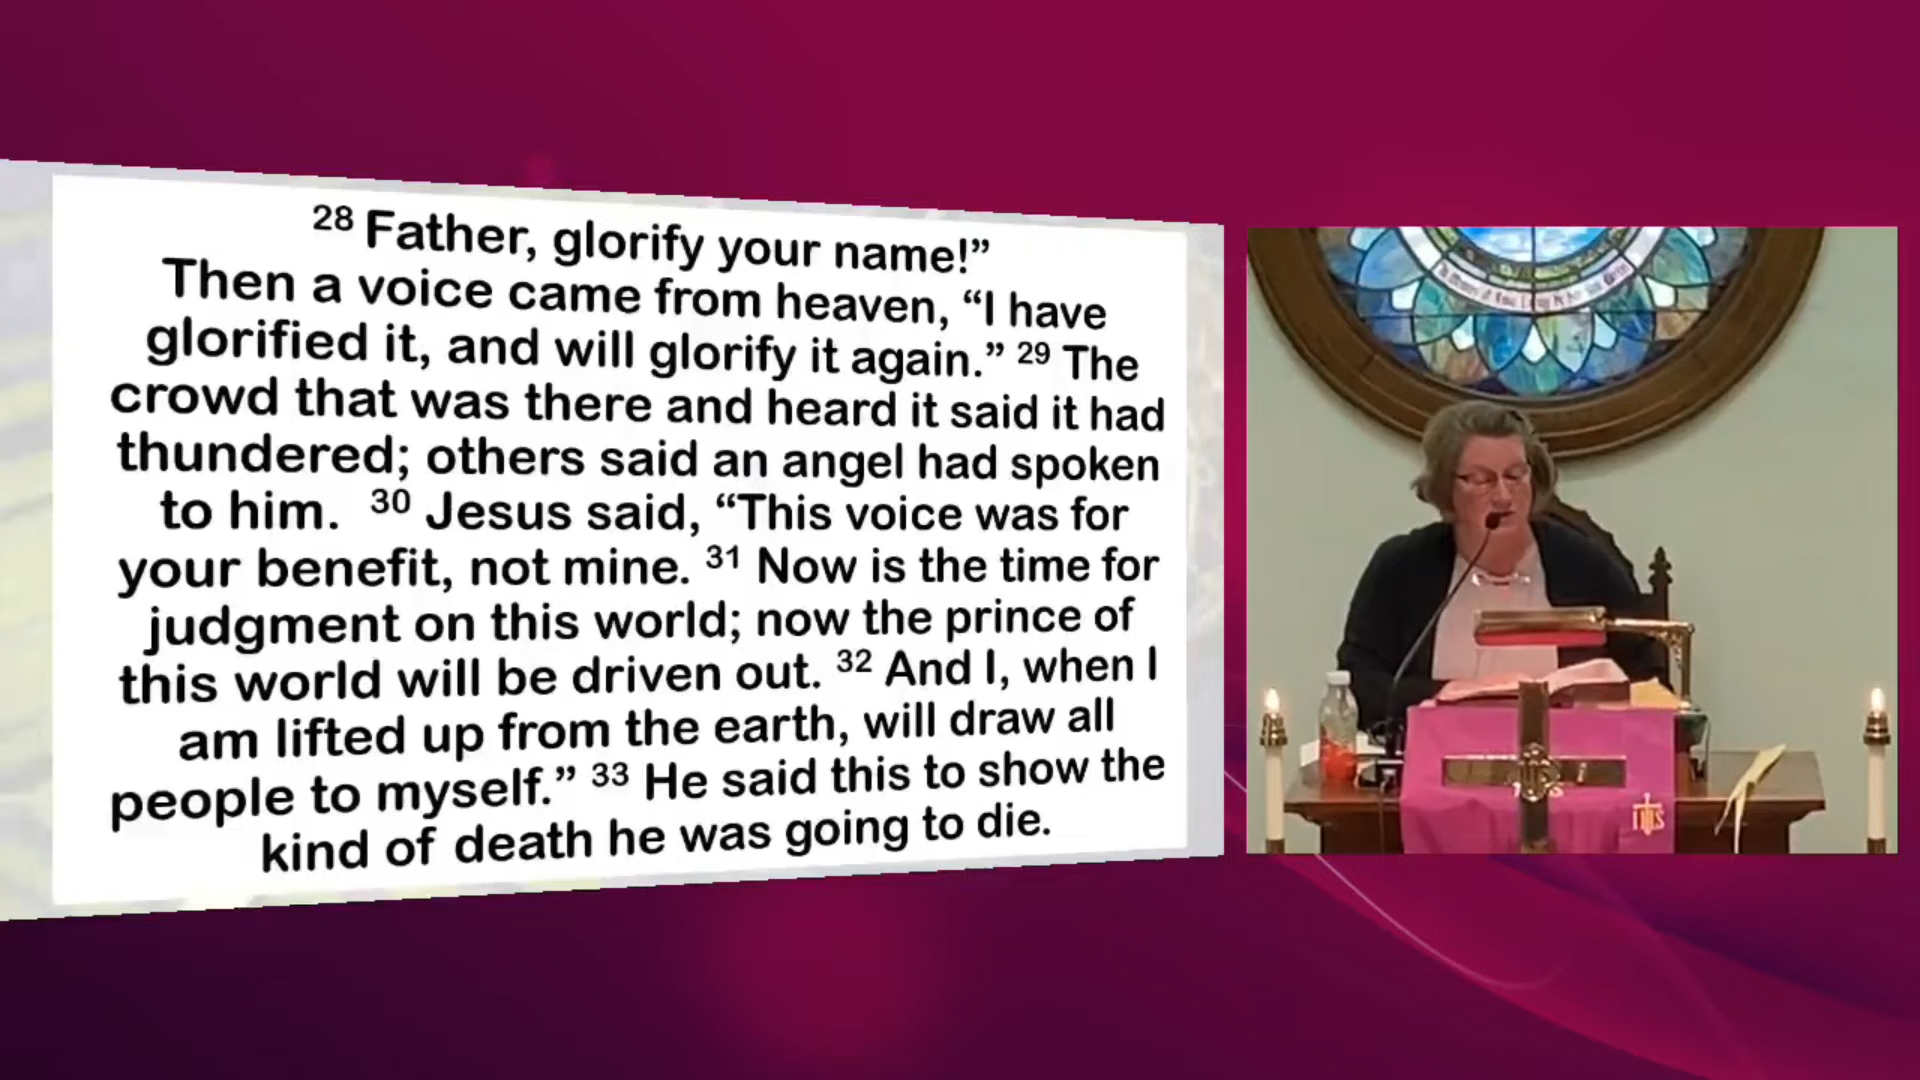 28 Father, glorify your name!”
Then a voice came from heaven, “I have
glorified it, and will glorify it again.” 29 The
crowd that was there and heard it said it had
thundered; others said an angel had spoken
to him. 30 Jesus said, “This voice was for
your benefit, not mine. 31 Now is the time for
judgment on this world; now the prince of
this world will be driven out. 32 And I, when I
am lifted up from the earth, will draw all
people to myself.” 33 He said this to show the
kind of death he was going to die.
IHS